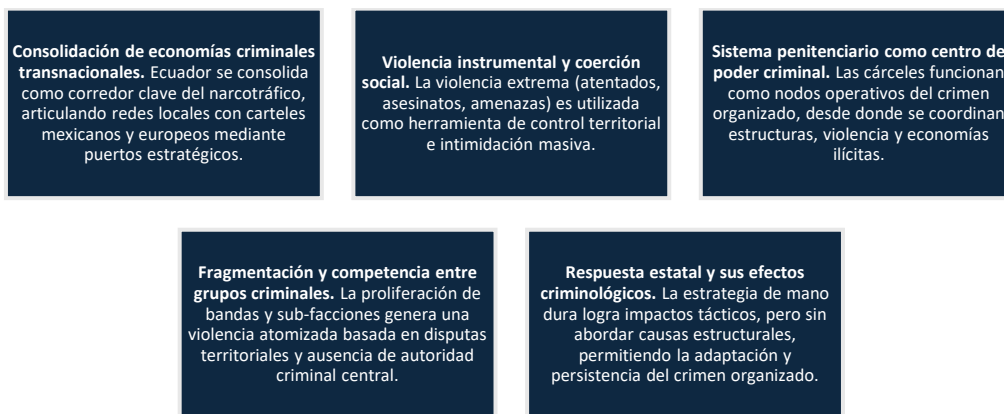 Consolidación de economías criminales
transnacionales. Ecuador se consolida
como corredor clave del narcotráfico,
articulando redes locales con carteles
mexicanos y europeos mediante
puertos estratégicos.
Violencia instrumental y coerción
social. La violencia extrema (atentados,
asesinatos, amenazas) es utilizada
como herramienta de control territorial
e intimidación masiva.
Sistema penitenciario como centro de
poder criminal. Las cárceles funcionan
como nodos operativos del crimen
organizado, desde donde se coordinan
estructuras, violencia y economías
ilícitas.
Fragmentación y competencia entre
grupos criminales. La proliferación de
bandas y sub-facciones genera una
violencia atomizada basada en disputas
territoriales y ausencia de autoridad
criminal central.
Respuesta estatal y sus efectos
criminológicos. La estrategia de mano
dura logra impactos tácticos, pero sin
abordar causas estructurales,
permitiendo la adaptación y
persistencia del crimen organizado.